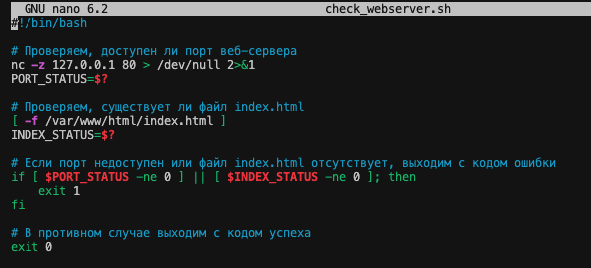 GNU nano 6.2 check_webserver.sh
#!/bin/bash
# Проверяем, доступен ли порт веб-сервера
nc -z 127.0.0.1 80 > /dev/null 2>&1
PORT_STATUS=$?
# Проверяем, существует ли файл index.html
[ -f /var/www/html/index.html ]
INDEX_STATUS=$?
# Если порт недоступен или файл index.html отсутствует, выходим с кодом ошибки
if [ $PORT_STATUS -ne 0 ] || [ $INDEX_STATUS -ne 0 ]; then
    exit 1
fi
# В противном случае выходим с кодом успеха
exit 0